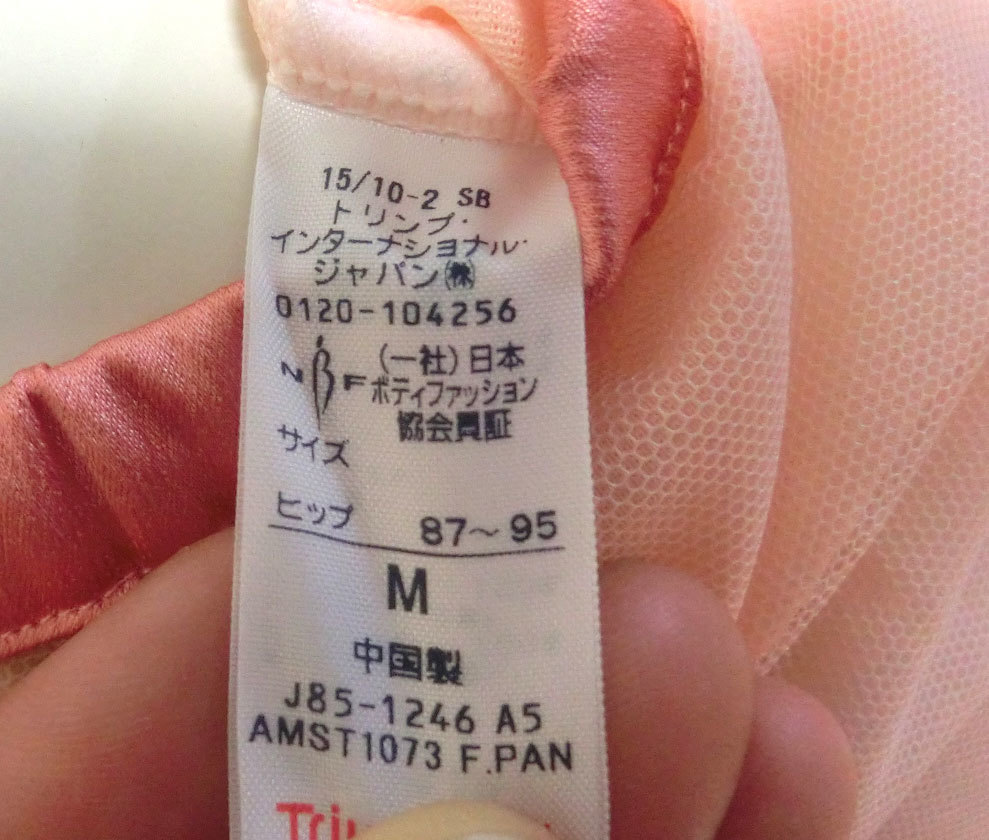 15/10-2 SB
トリンプ・
インターナショナル・
ジャパン㈱
0120-104256
NBF
(一社)日本
ボディファッション
協会員証
サイズ
ヒップ 87～95
M
中国製
J85-1246 A5
AMST1073 F.PAN